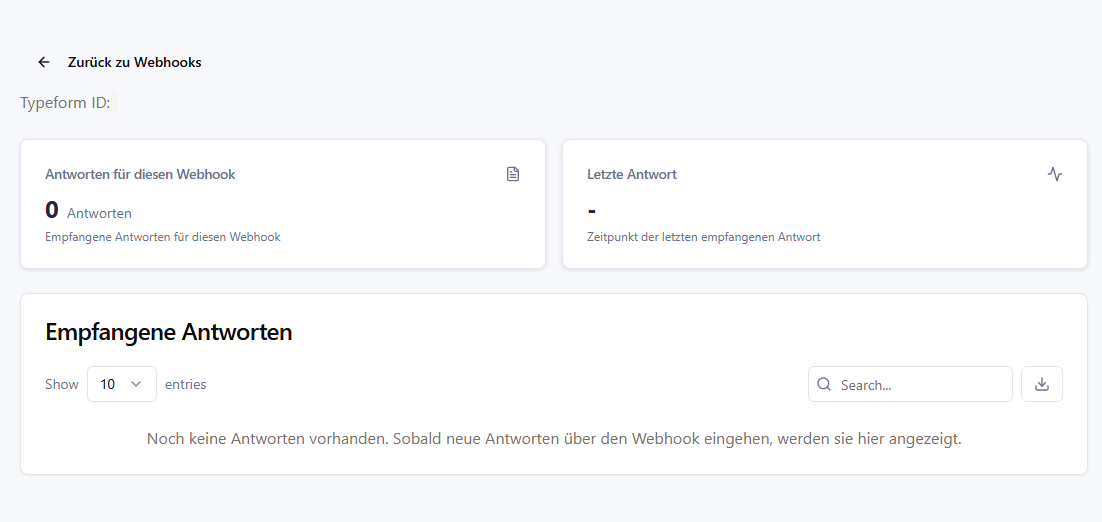 Zurück zu Webhooks
Typeform ID:
Antworten für diesen Webhook
0 Antworten
Empfangene Antworten für diesen Webhook
Letzte Antwort
-
Zeitpunkt der letzten empfangenen Antwort
Empfangene Antworten
Show 10 entries
Search...
Noch keine Antworten vorhanden. Sobald neue Antworten über den Webhook eingehen, werden sie hier angezeigt.